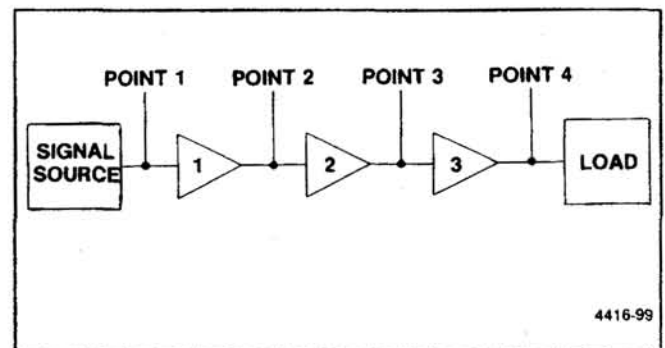 POINT 1 POINT 2 POINT 3 POINT 4
SIGNAL
SOURCE
1 2 3 LOAD
4416-99